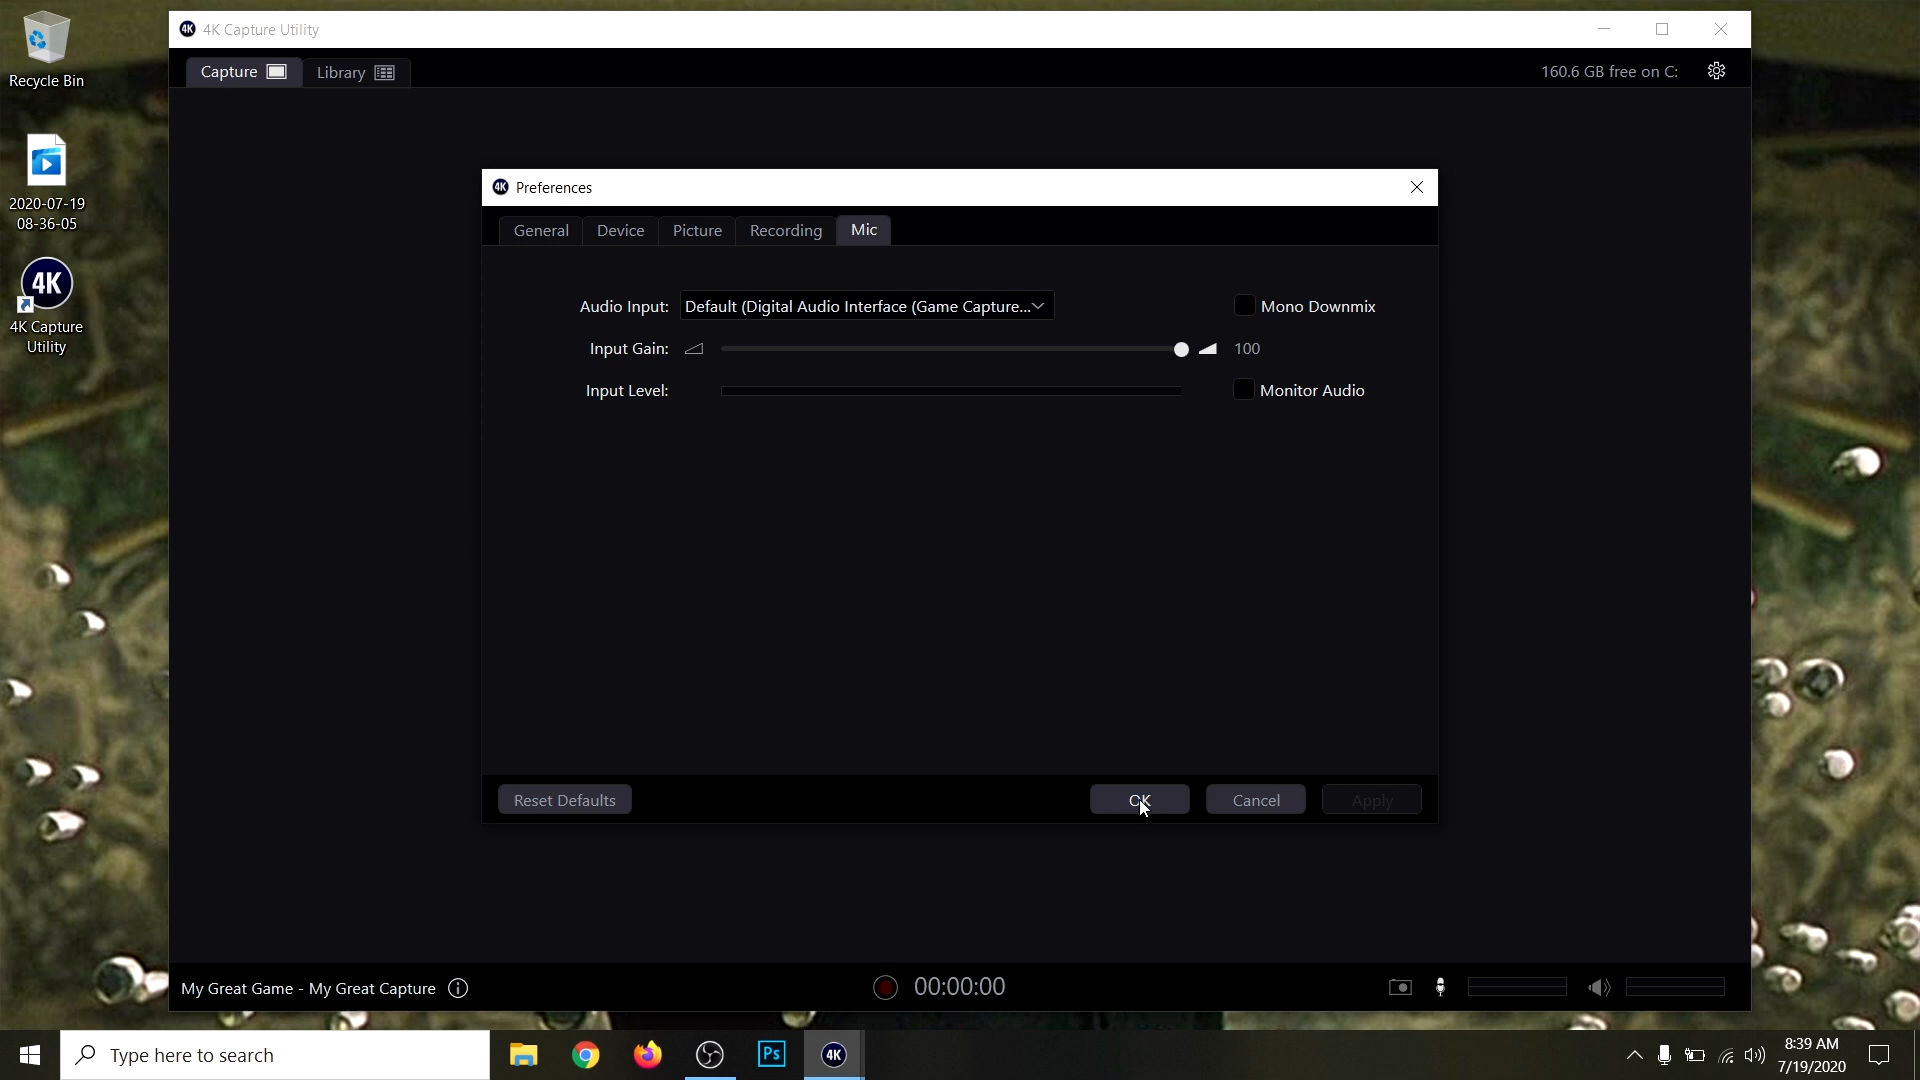 Recycle Bin
2020-07-19
08-36-05
4K
4K Capture
Utility
4K 4K Capture Utility
Capture
Library
160.6 GB free on C:
4K Preferences
General
Device
Picture
Recording
Mic
Audio Input:
Default (Digital Audio Interface (Game Capture...
Mono Downmix
Input Gain:
100
Input Level:
Monitor Audio
Reset Defaults
OK
Cancel
Apply
My Great Game - My Great Capture
00:00:00
Type here to search
Ps
4K
8:39 AM
7/19/2020